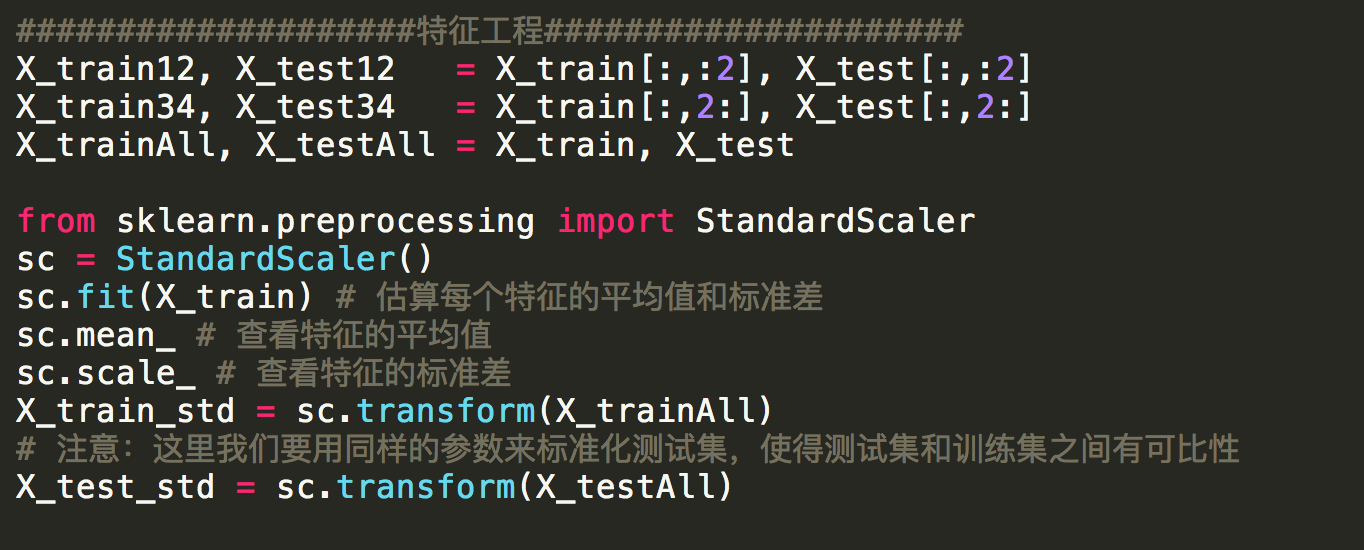 ####################特征工程#####################
X_train12, X_test12   = X_train[:,:2], X_test[:,:2]
X_train34, X_test34   = X_train[:,2:], X_test[:,2:]
X_trainAll, X_testAll = X_train, X_test
from sklearn.preprocessing import StandardScaler
sc = StandardScaler()
sc.fit(X_train) # 估算每个特征的平均值和标准差
sc.mean_ # 查看特征的平均值
sc.scale_ # 查看特征的标准差
X_train_std = sc.transform(X_trainAll)
# 注意：这里我们要用同样的参数来标准化测试集，使得测试集和训练集之间有可比性
X_test_std = sc.transform(X_testAll)